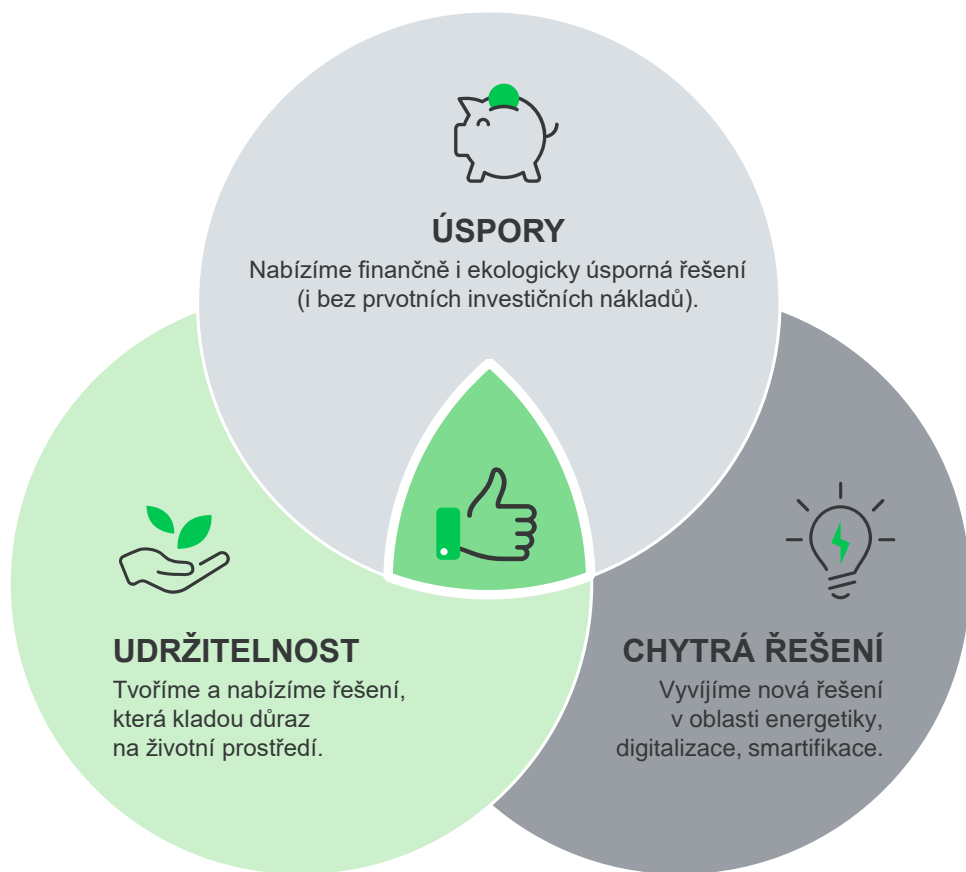 ÚSPORY
Nabízíme finančně i ekologicky úsporná řešení
(i bez prvotních investičních nákladů).
UDRŽITELNOST
Tvoříme a nabízíme řešení,
která kladou důraz
na životní prostředí.
CHYTRÁ ŘEŠENÍ
Vyvíjíme nová řešení
v oblasti energetiky,
digitalizace, smartifikace.